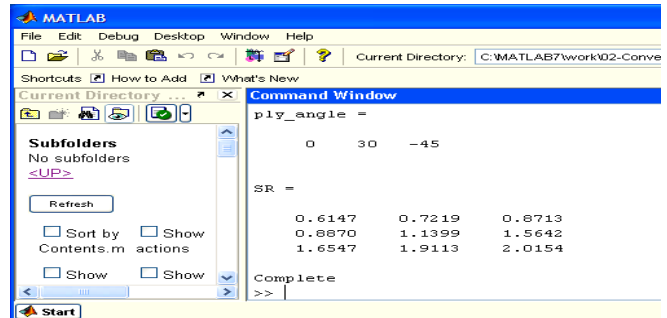 MATLAB
File Edit Debug Desktop Window Help
Current Directory: C:\MATLAB7\work\02-Conve
Shortcuts How to Add What's New
Current Directory ...
Subfolders
No subfolders
<UP>
Refresh
Sort by Show
Contents.m actions
Show Show
Command Window
ply_angle =
0 30 -45
SR =
0.6147 0.7219 0.8713
0.8870 1.1399 1.5642
1.6547 1.9113 2.0154
Complete
>>
Start